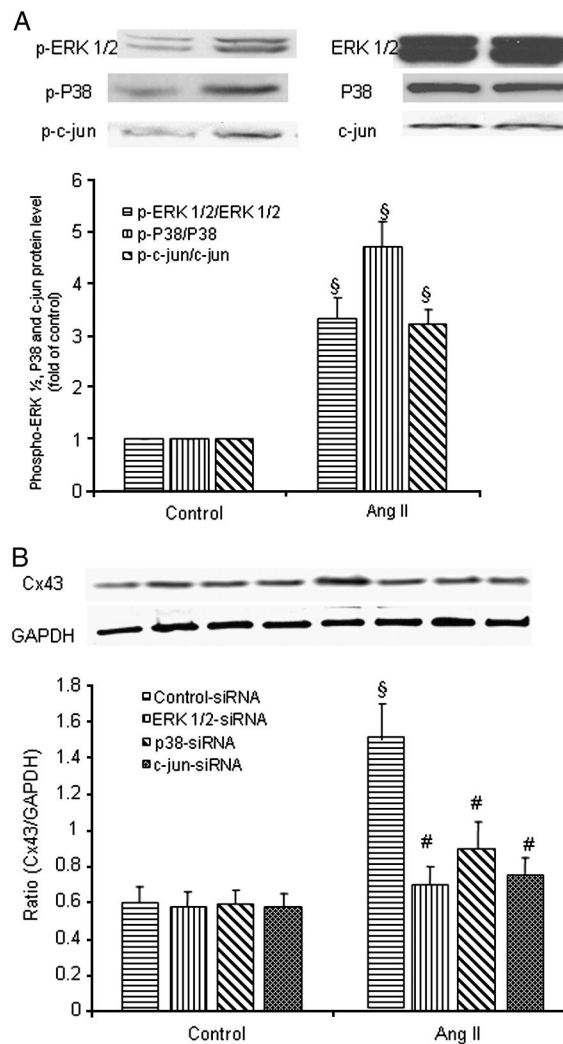 A
p-ERK 1/2
ERK 1/2
p-P38
P38
p-c-jun
c-jun
Phospho-ERK ½, P38 and c-jun protein level
(fold of control)
6
5
4
3
2
1
0
p-ERK 1/2/ERK 1/2
p-P38/P38
p-c-jun/c-jun
§
§
§
Control
Ang II
B
Cx43
GAPDH
Ratio (Cx43/GAPDH)
1.8
1.6
1.4
1.2
1
0.8
0.6
0.4
0.2
0
Control-siRNA
ERK 1/2-siRNA
p38-siRNA
c-jun-siRNA
§
#
#
#
Control
Ang II